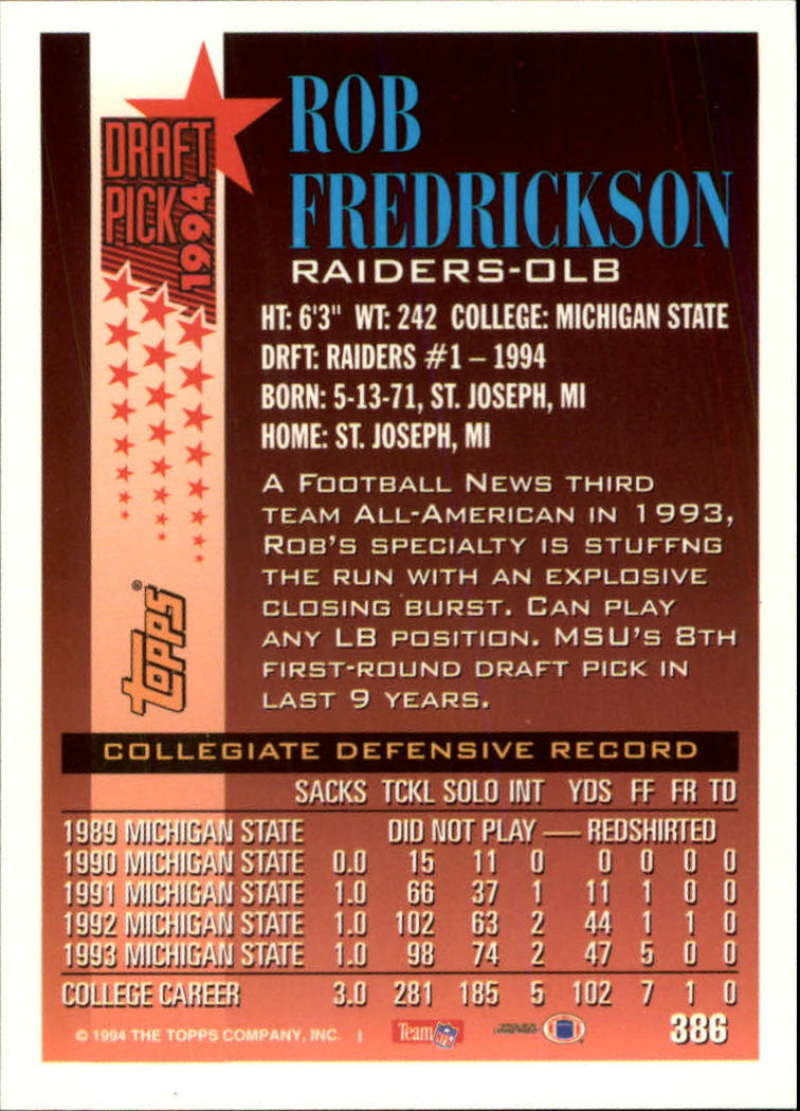 DRAFT
PICK
1994
ROB
FREDRICKSON
RAIDERS-OLB
HT: 6'3" WT: 242 COLLEGE: MICHIGAN STATE
DRFT: RAIDERS #1 – 1994
BORN: 5-13-71, ST. JOSEPH, MI
HOME: ST. JOSEPH, MI
A FOOTBALL NEWS THIRD
TEAM ALL-AMERICAN IN 1993,
ROB'S SPECIALTY IS STUFFNG
THE RUN WITH AN EXPLOSIVE
CLOSING BURST. CAN PLAY
ANY LB POSITION. MSU'S 8TH
FIRST-ROUND DRAFT PICK IN
LAST 9 YEARS.
TOPPS®
COLLEGIATE DEFENSIVE RECORD
SACKS TCKL SOLO INT YDS FF FR TD
1989 MICHIGAN STATE DID NOT PLAY — REDSHIRTED
1990 MICHIGAN STATE 0.0 15 11 0 0 0 0 0
1991 MICHIGAN STATE 1.0 66 37 1 11 1 0 0
1992 MICHIGAN STATE 1.0 102 63 2 44 1 1 0
1993 MICHIGAN STATE 1.0 98 74 2 47 5 0 0
COLLEGE CAREER 3.0 281 185 5 102 7 1 0
© 1994 THE TOPPS COMPANY, INC. Team NFL 386